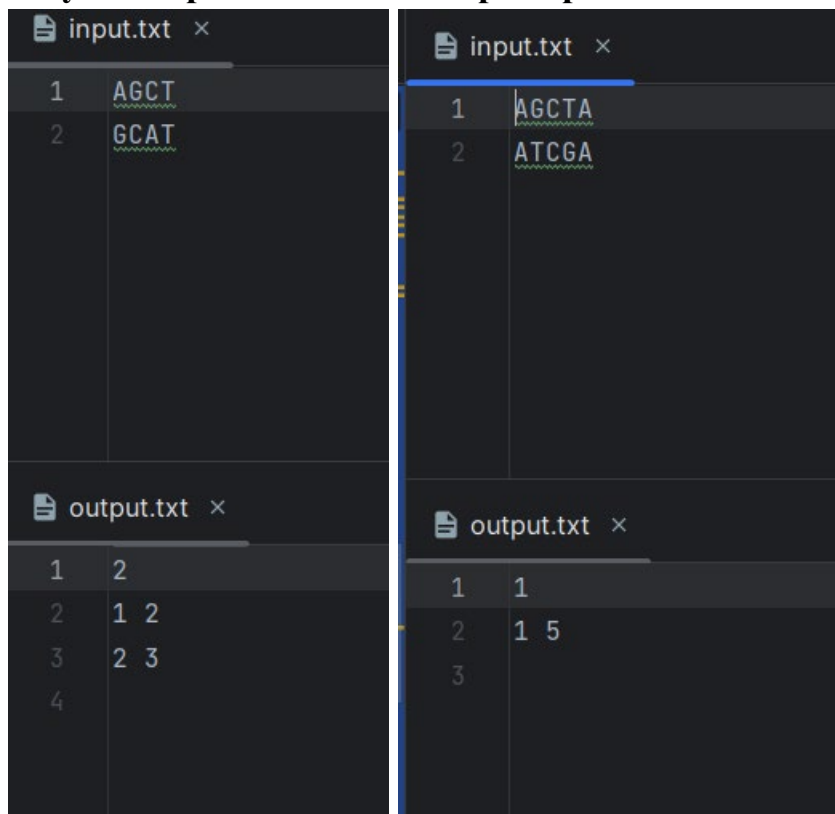 input.txt ×
1 AGCT
2 GCAT
output.txt ×
1 2
2 1 2
3 2 3
4
input.txt ×
1 AGCTA
2 ATCGA
output.txt ×
1 1
2 1 5
3